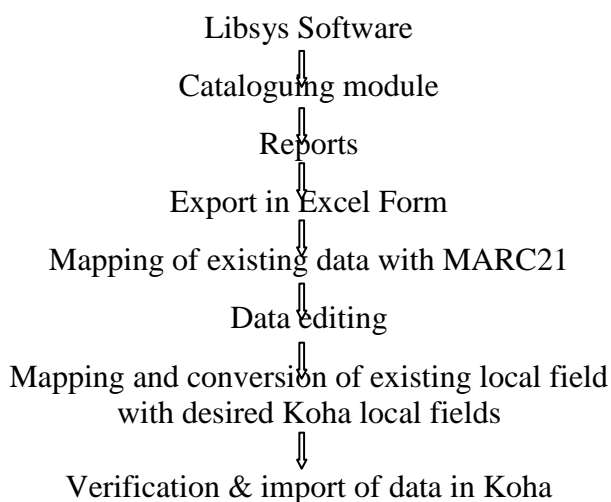 Libsys Software
Cataloguing module
Reports
Export in Excel Form
Mapping of existing data with MARC21
Data editing
Mapping and conversion of existing local field
with desired Koha local fields
Verification & import of data in Koha